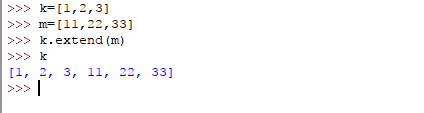 >>> k=[1,2,3]
>>> m=[11,22,33]
>>> k.extend(m)
>>> k
[1, 2, 3, 11, 22, 33]
>>>